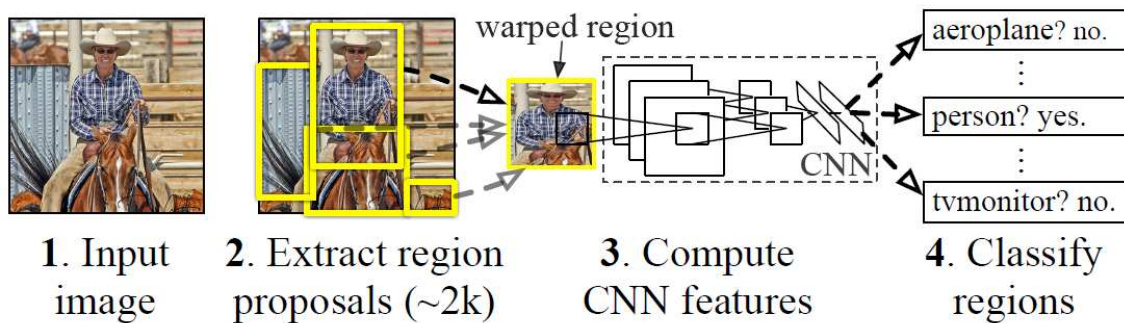 warped region
aeroplane? no.
person? yes.
CNN
tvmonitor? no.
1. Input
image
2. Extract region
proposals (~2k)
3. Compute
CNN features
4. Classify
regions